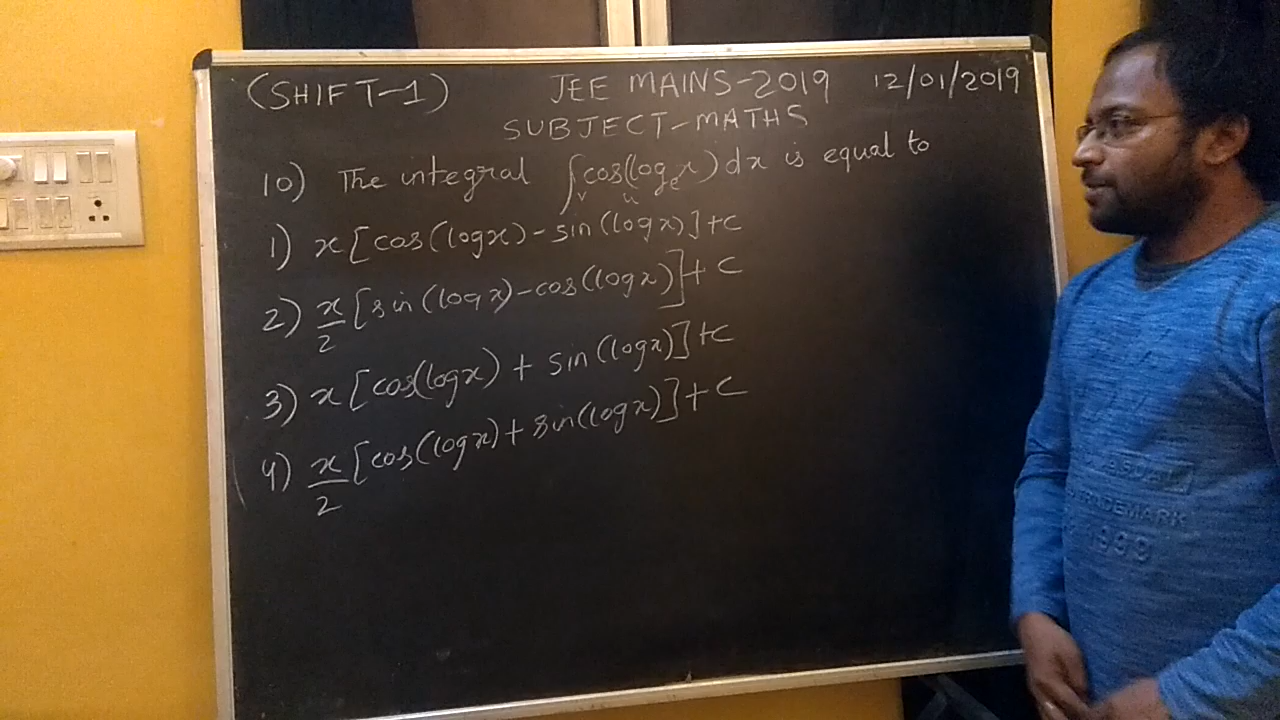 (SHIFT-1) JEE MAINS-2019 12/01/2019
SUBJECT-MATHS
10) The integral ∫cos(logₑx)dx is equal to
v u
1) x[cos(logx)-sin(logx)]+C
2) x/2[sin(logx)-cos(logx)]+C
3) x[cos(logx)+sin(logx)]+C
4) x/2[cos(logx)+sin(logx)]+C
TRADEMARK
1993